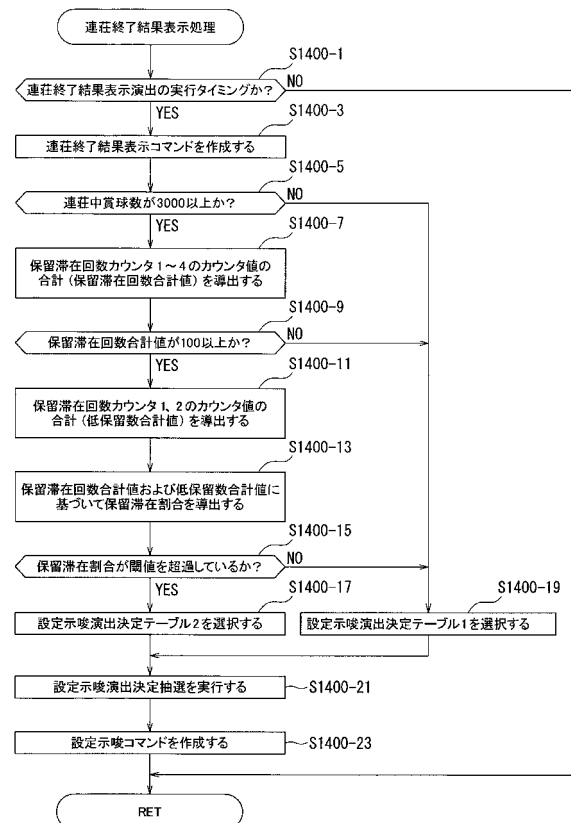 連荘終了結果表示処理
S1400-1
連荘終了結果表示演出の実行タイミングか?
NO
YES
S1400-3
連荘終了結果表示コマンドを作成する
S1400-5
連荘中賞球数が3000以上か?
NO
YES
S1400-7
保留滞在回数カウンタ1～4のカウンタ値の
合計(保留滞在回数合計値)を導出する
S1400-9
保留滞在回数合計値が100以上か?
NO
YES
S1400-11
保留滞在回数カウンタ1、2のカウンタ値の
合計(低保留数合計値)を導出する
S1400-13
保留滞在回数合計値および低保留数合計値に
基づいて保留滞在割合を導出する
S1400-15
保留滞在割合が閾値を超過しているか?
NO
YES
S1400-17
S1400-19
設定示唆演出決定テーブル2を選択する
設定示唆演出決定テーブル1を選択する
設定示唆演出決定抽選を実行する
S1400-21
設定示唆コマンドを作成する
S1400-23
RET